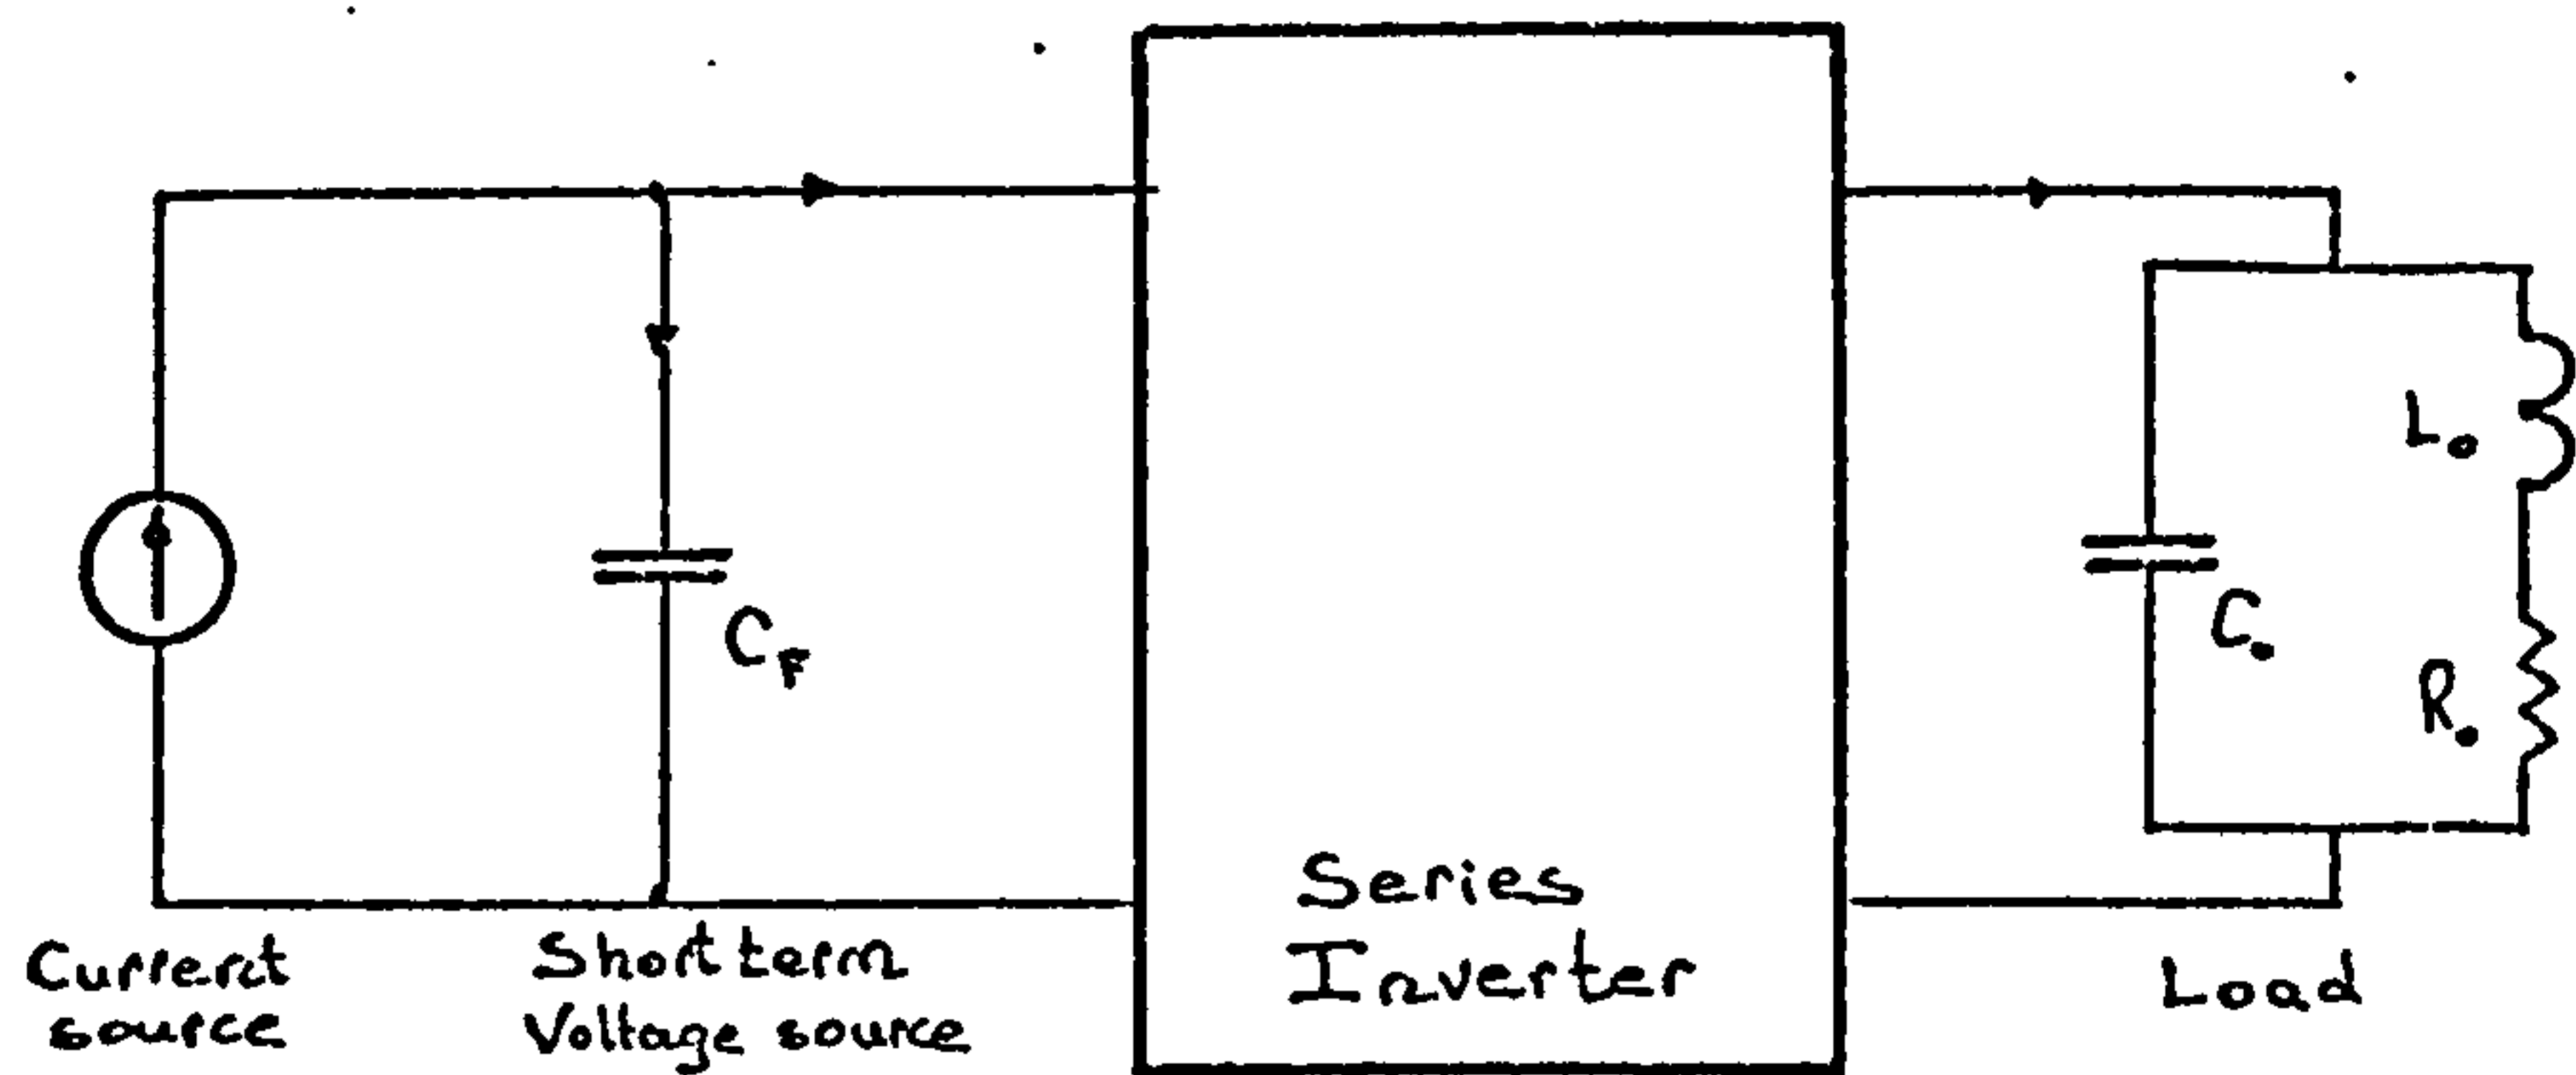 C_F
L_o
C_o
R_o
Series
Inverter
Current
source
Short term
Voltage source
Load